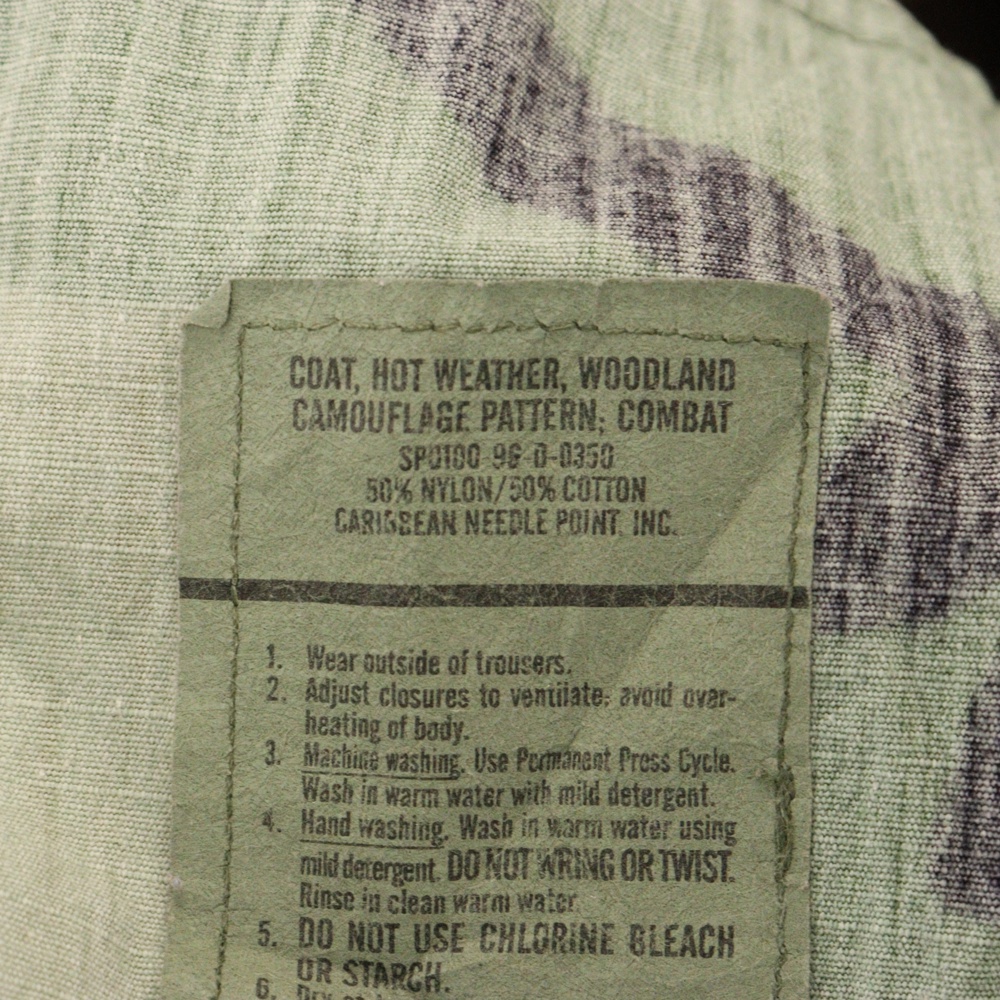 COAT, HOT WEATHER, WOODLAND
CAMOUFLAGE PATTERN; COMBAT
SPO100-96-D-0350
50% NYLON/50% COTTON
CARIBBEAN NEEDLE POINT, INC.
1. Wear outside of trousers.
2. Adjust closures to ventilate; avoid over-
heating of body.
3. Machine washing. Use Permanent Press Cycle.
Wash in warm water with mild detergent.
4. Hand washing. Wash in warm water using
mild detergent. DO NOT WRING OR TWIST.
Rinse in clean warm water.
5. DO NOT USE CHLORINE BLEACH
OR STARCH.
6.